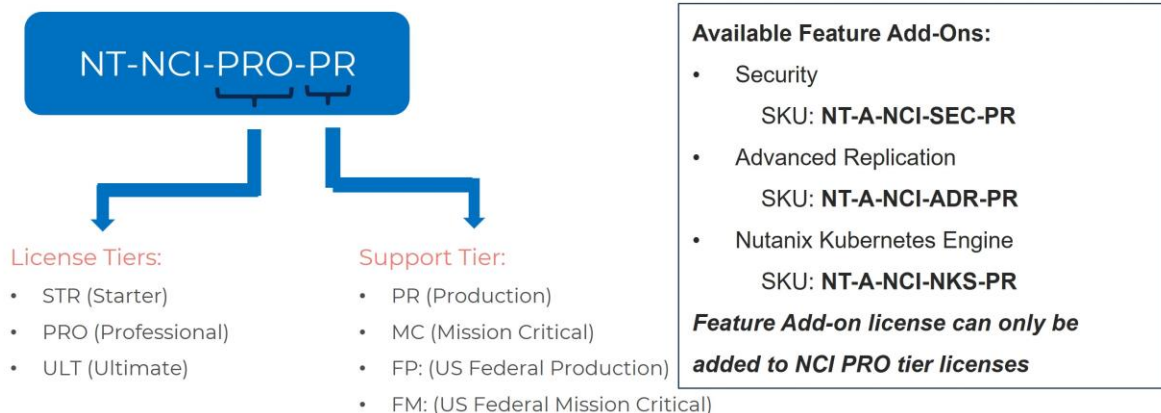 NT-NCI-PRO-PR
License Tiers:
• STR (Starter)
• PRO (Professional)
• ULT (Ultimate)
Support Tier:
• PR (Production)
• MC (Mission Critical)
• FP: (US Federal Production)
• FM: (US Federal Mission Critical)
Available Feature Add-Ons:
• Security
SKU: NT-A-NCI-SEC-PR
• Advanced Replication
SKU: NT-A-NCI-ADR-PR
• Nutanix Kubernetes Engine
SKU: NT-A-NCI-NKS-PR
Feature Add-on license can only be
added to NCI PRO tier licenses